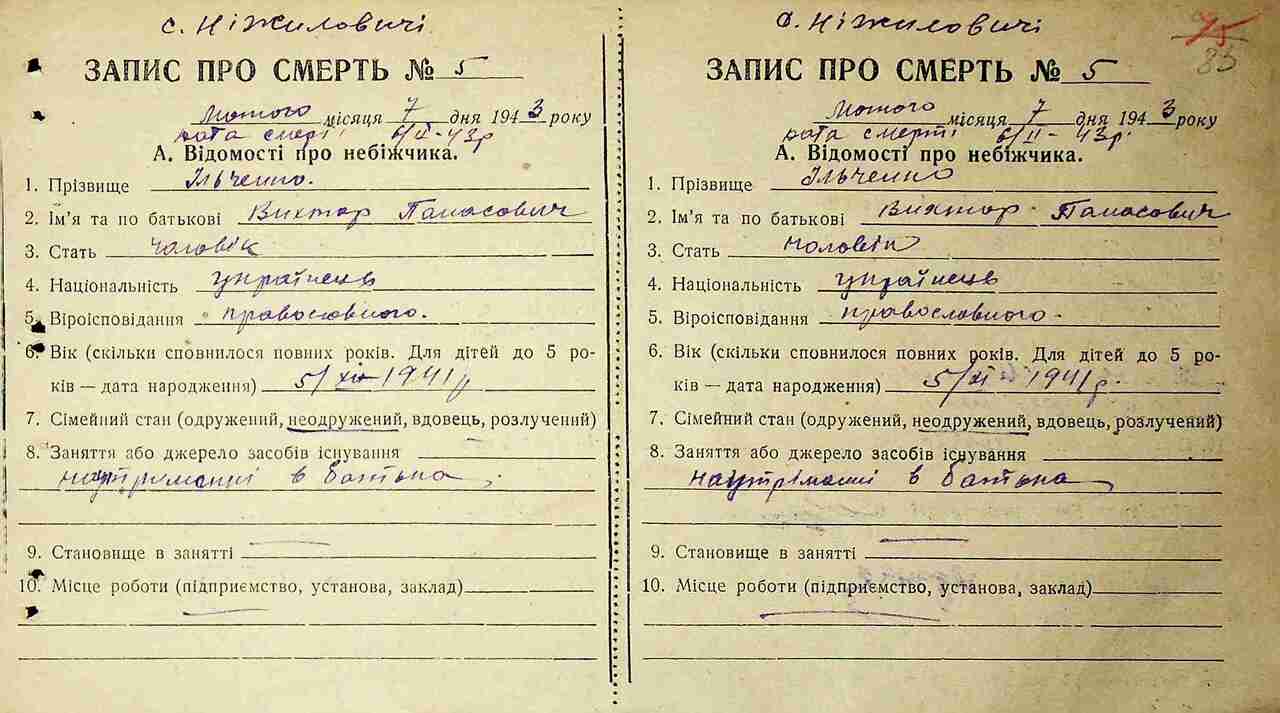 с. Ніжиловичі
ЗАПИС ПРО СМЕРТЬ № 5
Лютого місяця 7 дня 1943 року
дата смерті 6/ІІ-43р
А. Відомості про небіжчика.
1. Прізвище Ільченко.
2. Ім'я та по батькові Виктор Панасович
3. Стать чоловік
4. Національність українець
5. Віроісповідання православного.
6. Вік (скільки сповнилося повних років. Для дітей до 5 ро-
ків — дата народження) 5/ 1941р
7. Сімейний стан (одружений, неодружений, вдовець, розлучений)
8. Заняття або джерело засобів існування
на утриманні в батька
9. Становище в занятті
10. Місце роботи (підприємство, установа, заклад)
75
83
с. Ніжиловичі
ЗАПИС ПРО СМЕРТЬ № 5
Лютого місяця 7 дня 1943 року
дата смерті 6/ІІ-43р.
А. Відомості про небіжчика.
1. Прізвище Ільченко
2. Ім'я та по батькові Виктор Панасович
3. Стать чоловік
4. Національність українець
5. Віроісповідання православного.
6. Вік (скільки сповнилося повних років. Для дітей до 5 ро-
ків — дата народження) 5/ХІ 1941р.
7. Сімейний стан (одружений, неодружений, вдовець, розлучений)
8. Заняття або джерело засобів існування
на утриманні в батька
9. Становище в занятті
10. Місце роботи (підприємство, установа, заклад)